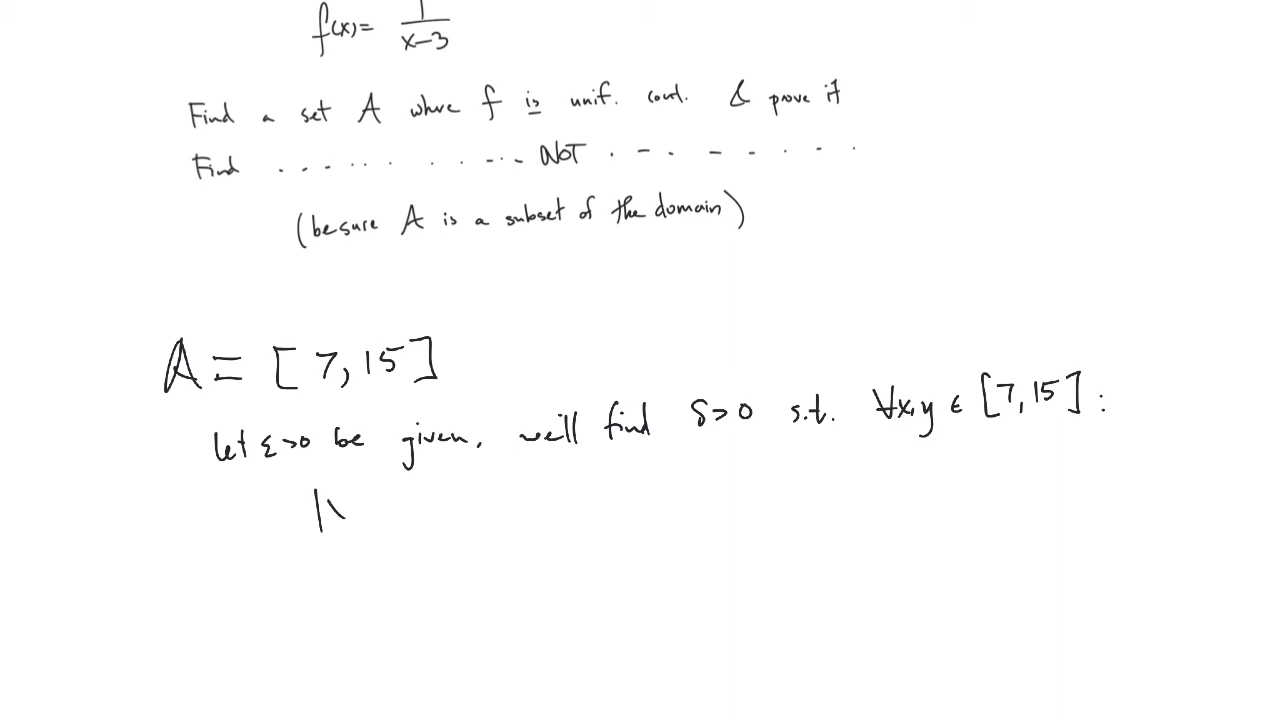 f(x) = 1/(x-3)
Find a set A where f is unif. cont. & prove it
Find . . . . . . . . . . . NOT . - . - . - . . .
(be sure A is a subset of the domain)
A = [7, 15]
let ε>0 be given, we'll find δ>0 s.t. ∀x,y ∈ [7, 15] :
|\